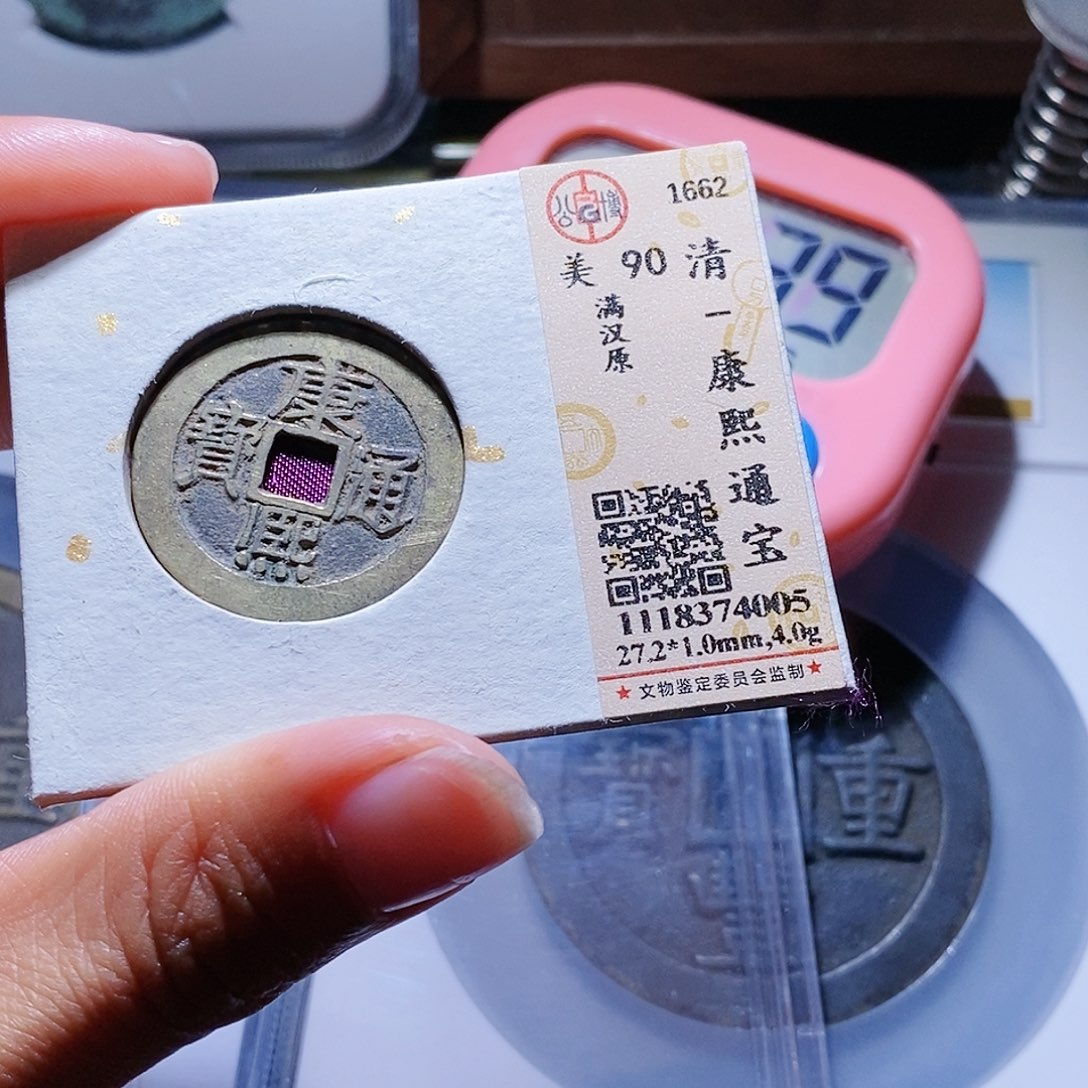 康熙通寶
1662
美 90
清-康熙通宝
满汉原
1118374005
27.2*1.0mm,4.0g
★文物鉴定委员会监制★
重